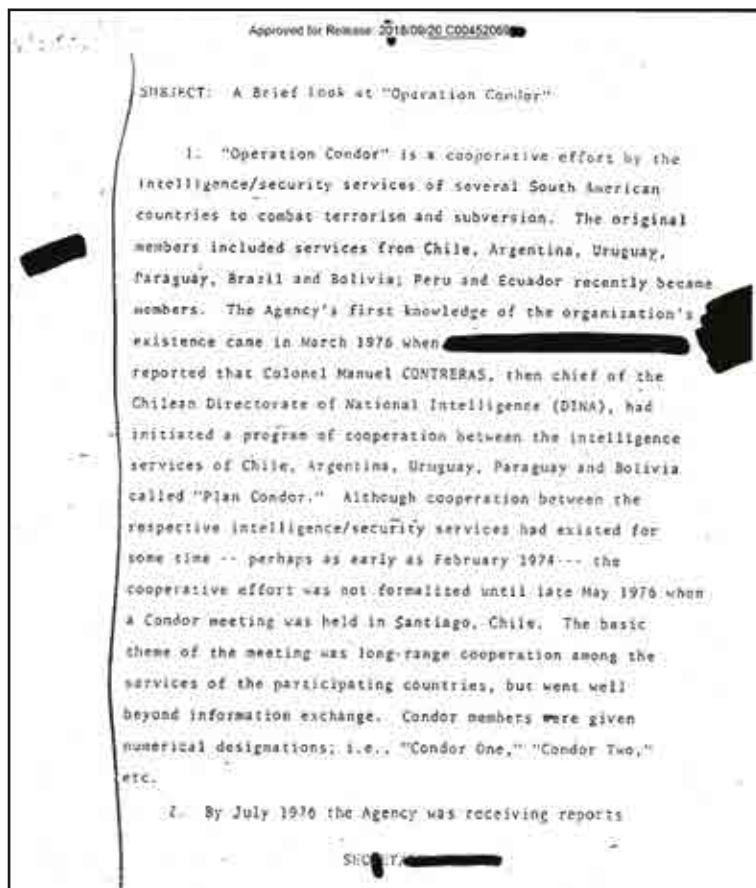 Approved for Release: 2018/09/20 C00452069
SUBJECT: A Brief Look at "Operation Condor"
1. "Operation Condor" is a cooperative effort by the
intelligence/security services of several South American
countries to combat terrorism and subversion. The original
members included services from Chile, Argentina, Uruguay,
Paraguay, Brazil and Bolivia; Peru and Ecuador recently became
members. The Agency's first knowledge of the organization's
existence came in March 1976 when
reported that Colonel Manuel CONTRERAS, then chief of the
Chilean Directorate of National Intelligence (DINA), had
initiated a program of cooperation between the intelligence
services of Chile, Argentina, Uruguay, Paraguay and Bolivia
called "Plan Condor." Although cooperation between the
respective intelligence/security services had existed for
some time -- perhaps as early as February 1974 -- the
cooperative effort was not formalized until late May 1976 when
a Condor meeting was held in Santiago, Chile. The basic
theme of the meeting was long-range cooperation among the
services of the participating countries, but went well
beyond information exchange. Condor members were given
numerical designations; i.e., "Condor One," "Condor Two,"
etc.
2. By July 1976 the Agency was receiving reports
SECRET/